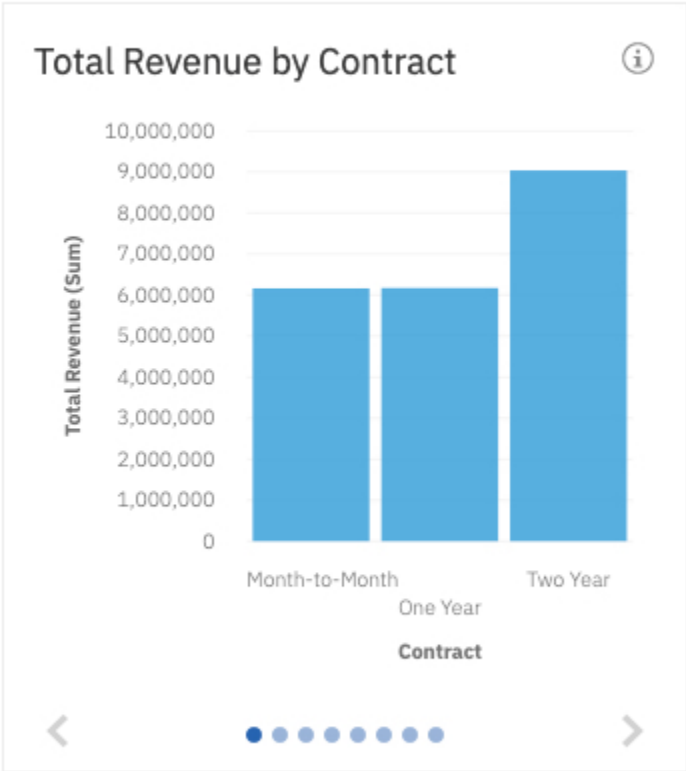 Total Revenue by Contract
10,000,000
9,000,000
8,000,000
7,000,000
6,000,000
5,000,000
4,000,000
3,000,000
2,000,000
1,000,000
0
Total Revenue (Sum)
Month-to-Month
One Year
Two Year
Contract